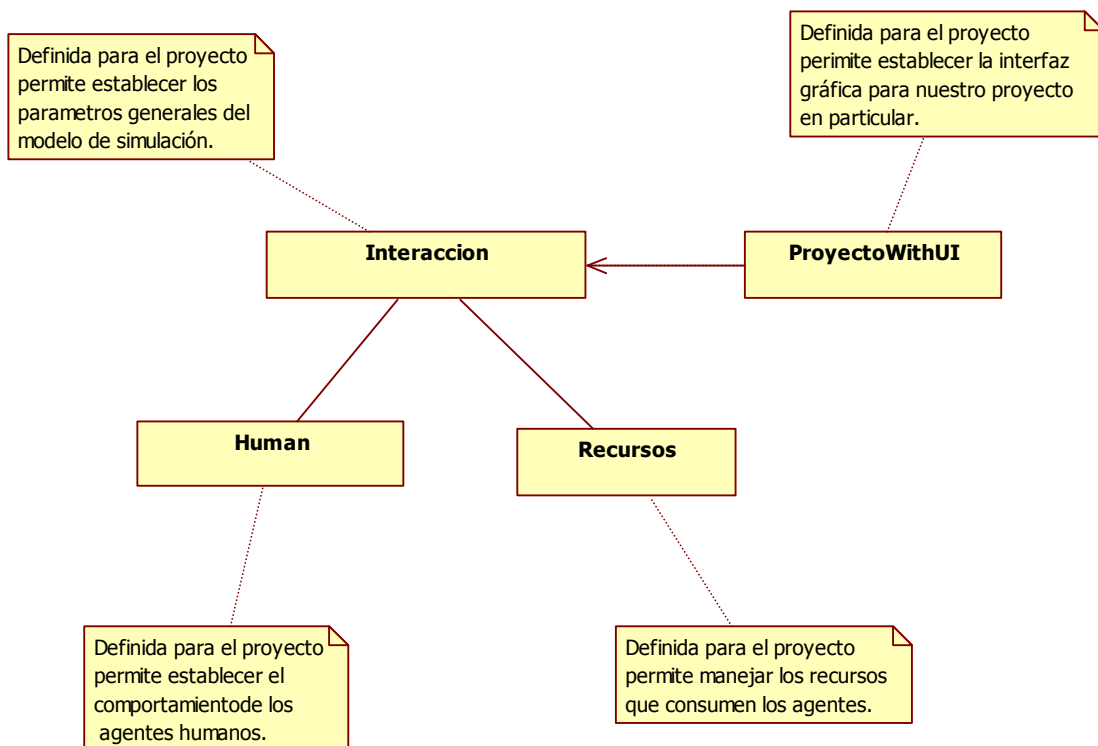 Definida para el proyecto
permite establecer los
parametros generales del
modelo de simulación.
Definida para el proyecto
perimite establecer la interfaz
gráfica para nuestro proyecto
en particular.
Interaccion
ProyectoWithUI
Human
Recursos
Definida para el proyecto
permite establecer el
comportamientode los
agentes humanos.
Definida para el proyecto
permite manejar los recursos
que consumen los agentes.